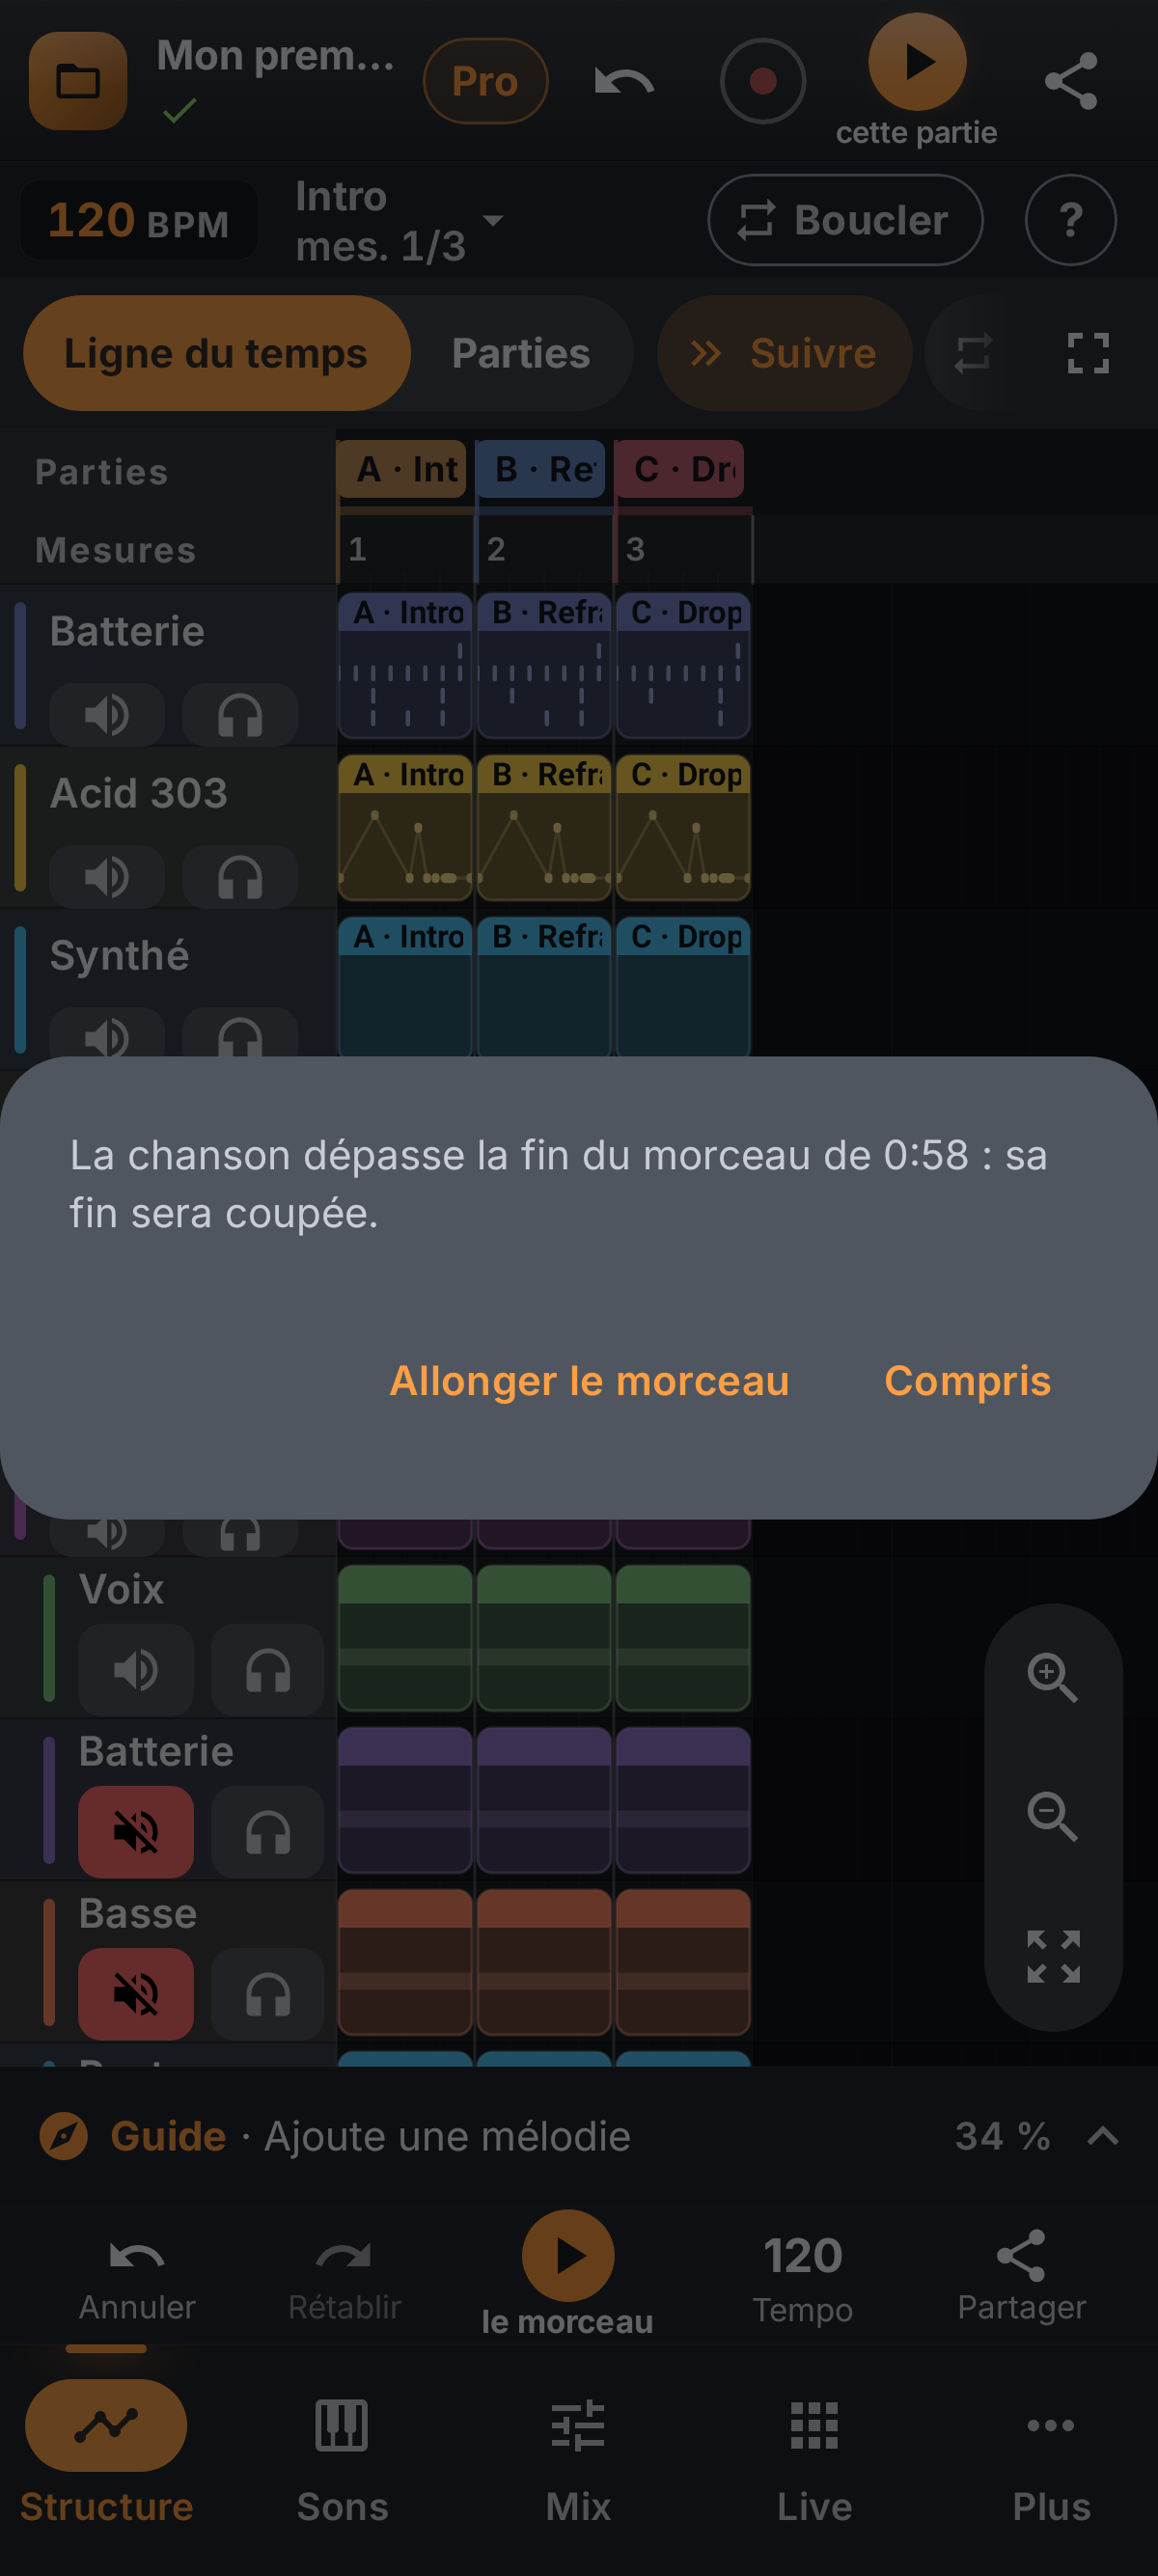 Mon prem...
Pro
cette partie
120 BPM
Intro
mes. 1/3
Boucler
?
Ligne du temps
Parties
Suivre
Parties
A · Int
B · Re
C · Dr
Mesures
1
2
3
Batterie
A · Intro
B · Refr
C · Drop
Acid 303
A · Intro
B · Refr
C · Drop
Synthé
A · Intro
B · Refr
C · Drop
La chanson dépasse la fin du morceau de 0:58 : sa
fin sera coupée.
Allonger le morceau
Compris
Voix
Batterie
Basse
Guide · Ajoute une mélodie
34 %
Annuler
Rétablir
le morceau
120
Tempo
Partager
Structure
Sons
Mix
Live
Plus